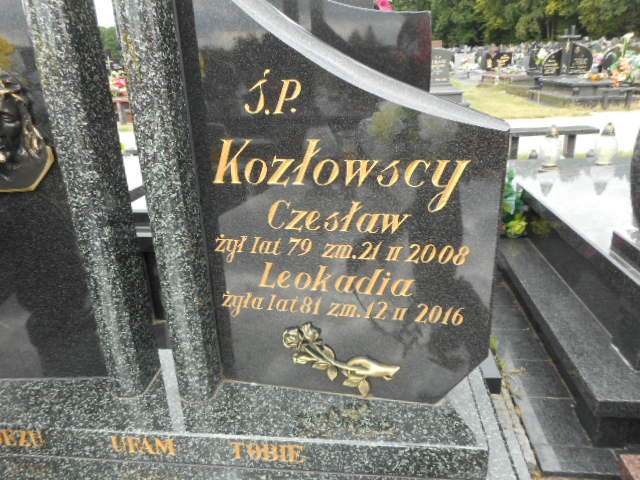 Ś.P.
Kozłowscy
Czesław
żył lat 79 zm. 21 II 2008
Leokadia
żyła lat 81 zm. 12 II 2016
UFAM TOBIE